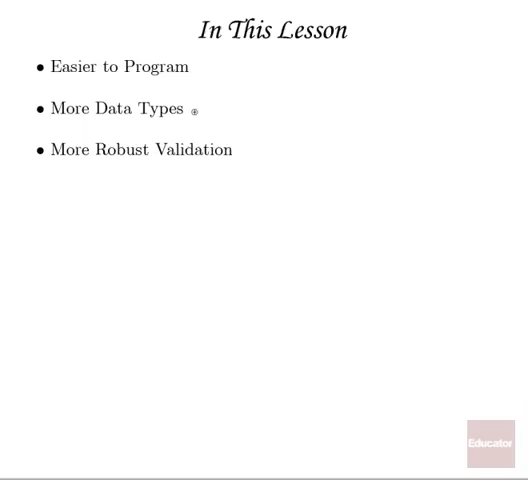 In This Lesson
• Easier to Program
• More Data Types
• More Robust Validation
Educator